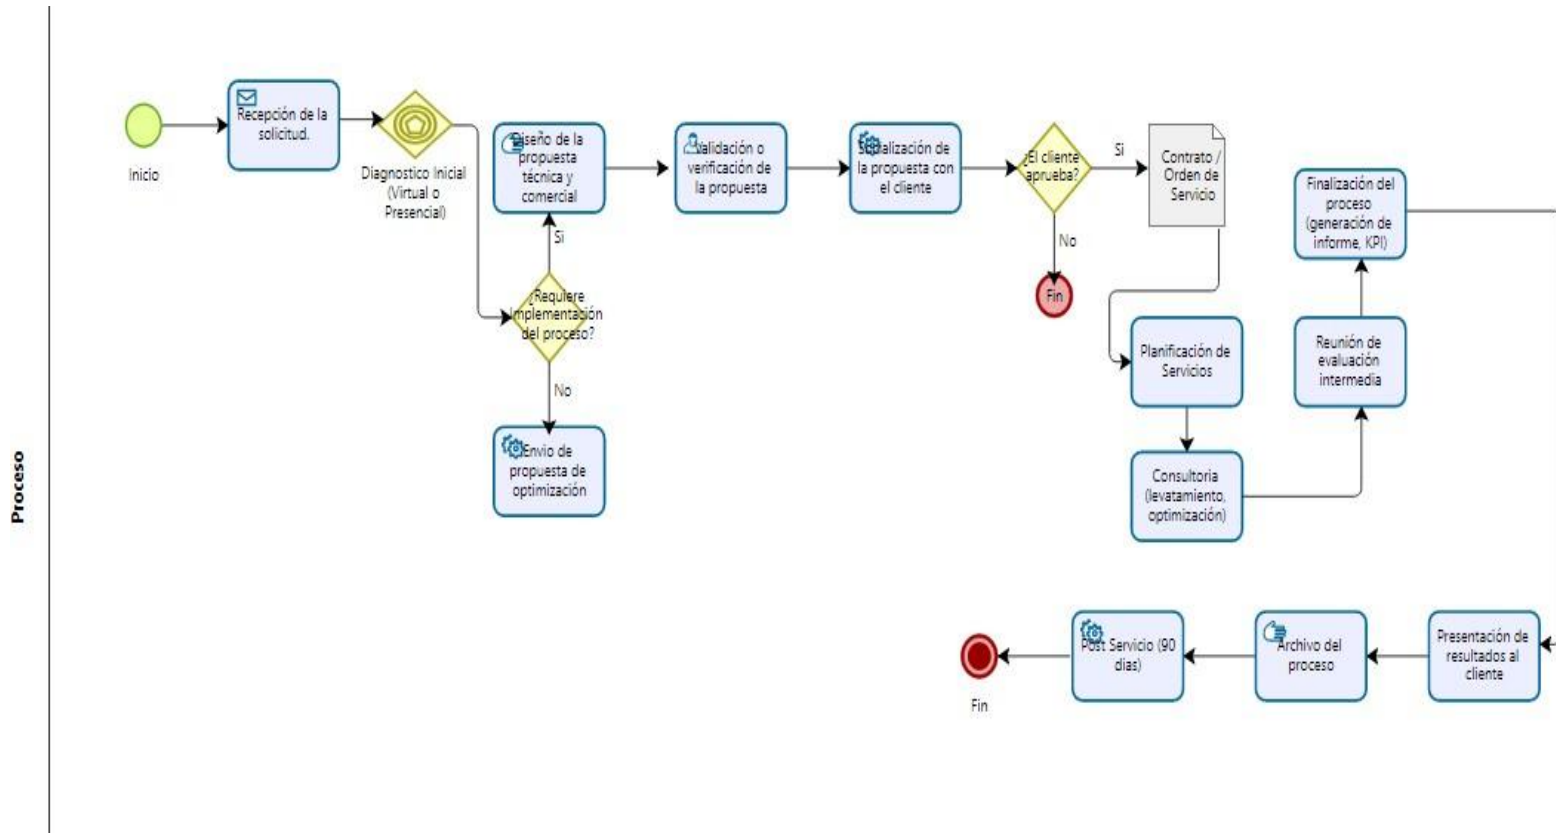 Proceso
Inicio
Recepción de la
solicitud.
Diagnostico Inicial
(Virtual o
Presencial)
¿Requiere
implementación
del proceso?
Si
No
Diseño de la
propuesta
técnica y
comercial
Envio de
propuesta de
optimización
Validación o
verificación de
la propuesta
de la
la propuesta con
el cliente
¿El cliente
aprueba?
Si
No
Fin
Contrato /
Orden de
Servicio
Planificación de
Servicios
Consultoria
(levatamiento,
optimización)
Reunión de
evaluación
intermedia
Finalización del
proceso
(generación de
informe, KPI)
Presentación de
resultados al
cliente
Archivo del
proceso
Post Servicio (90
dias)
Fin